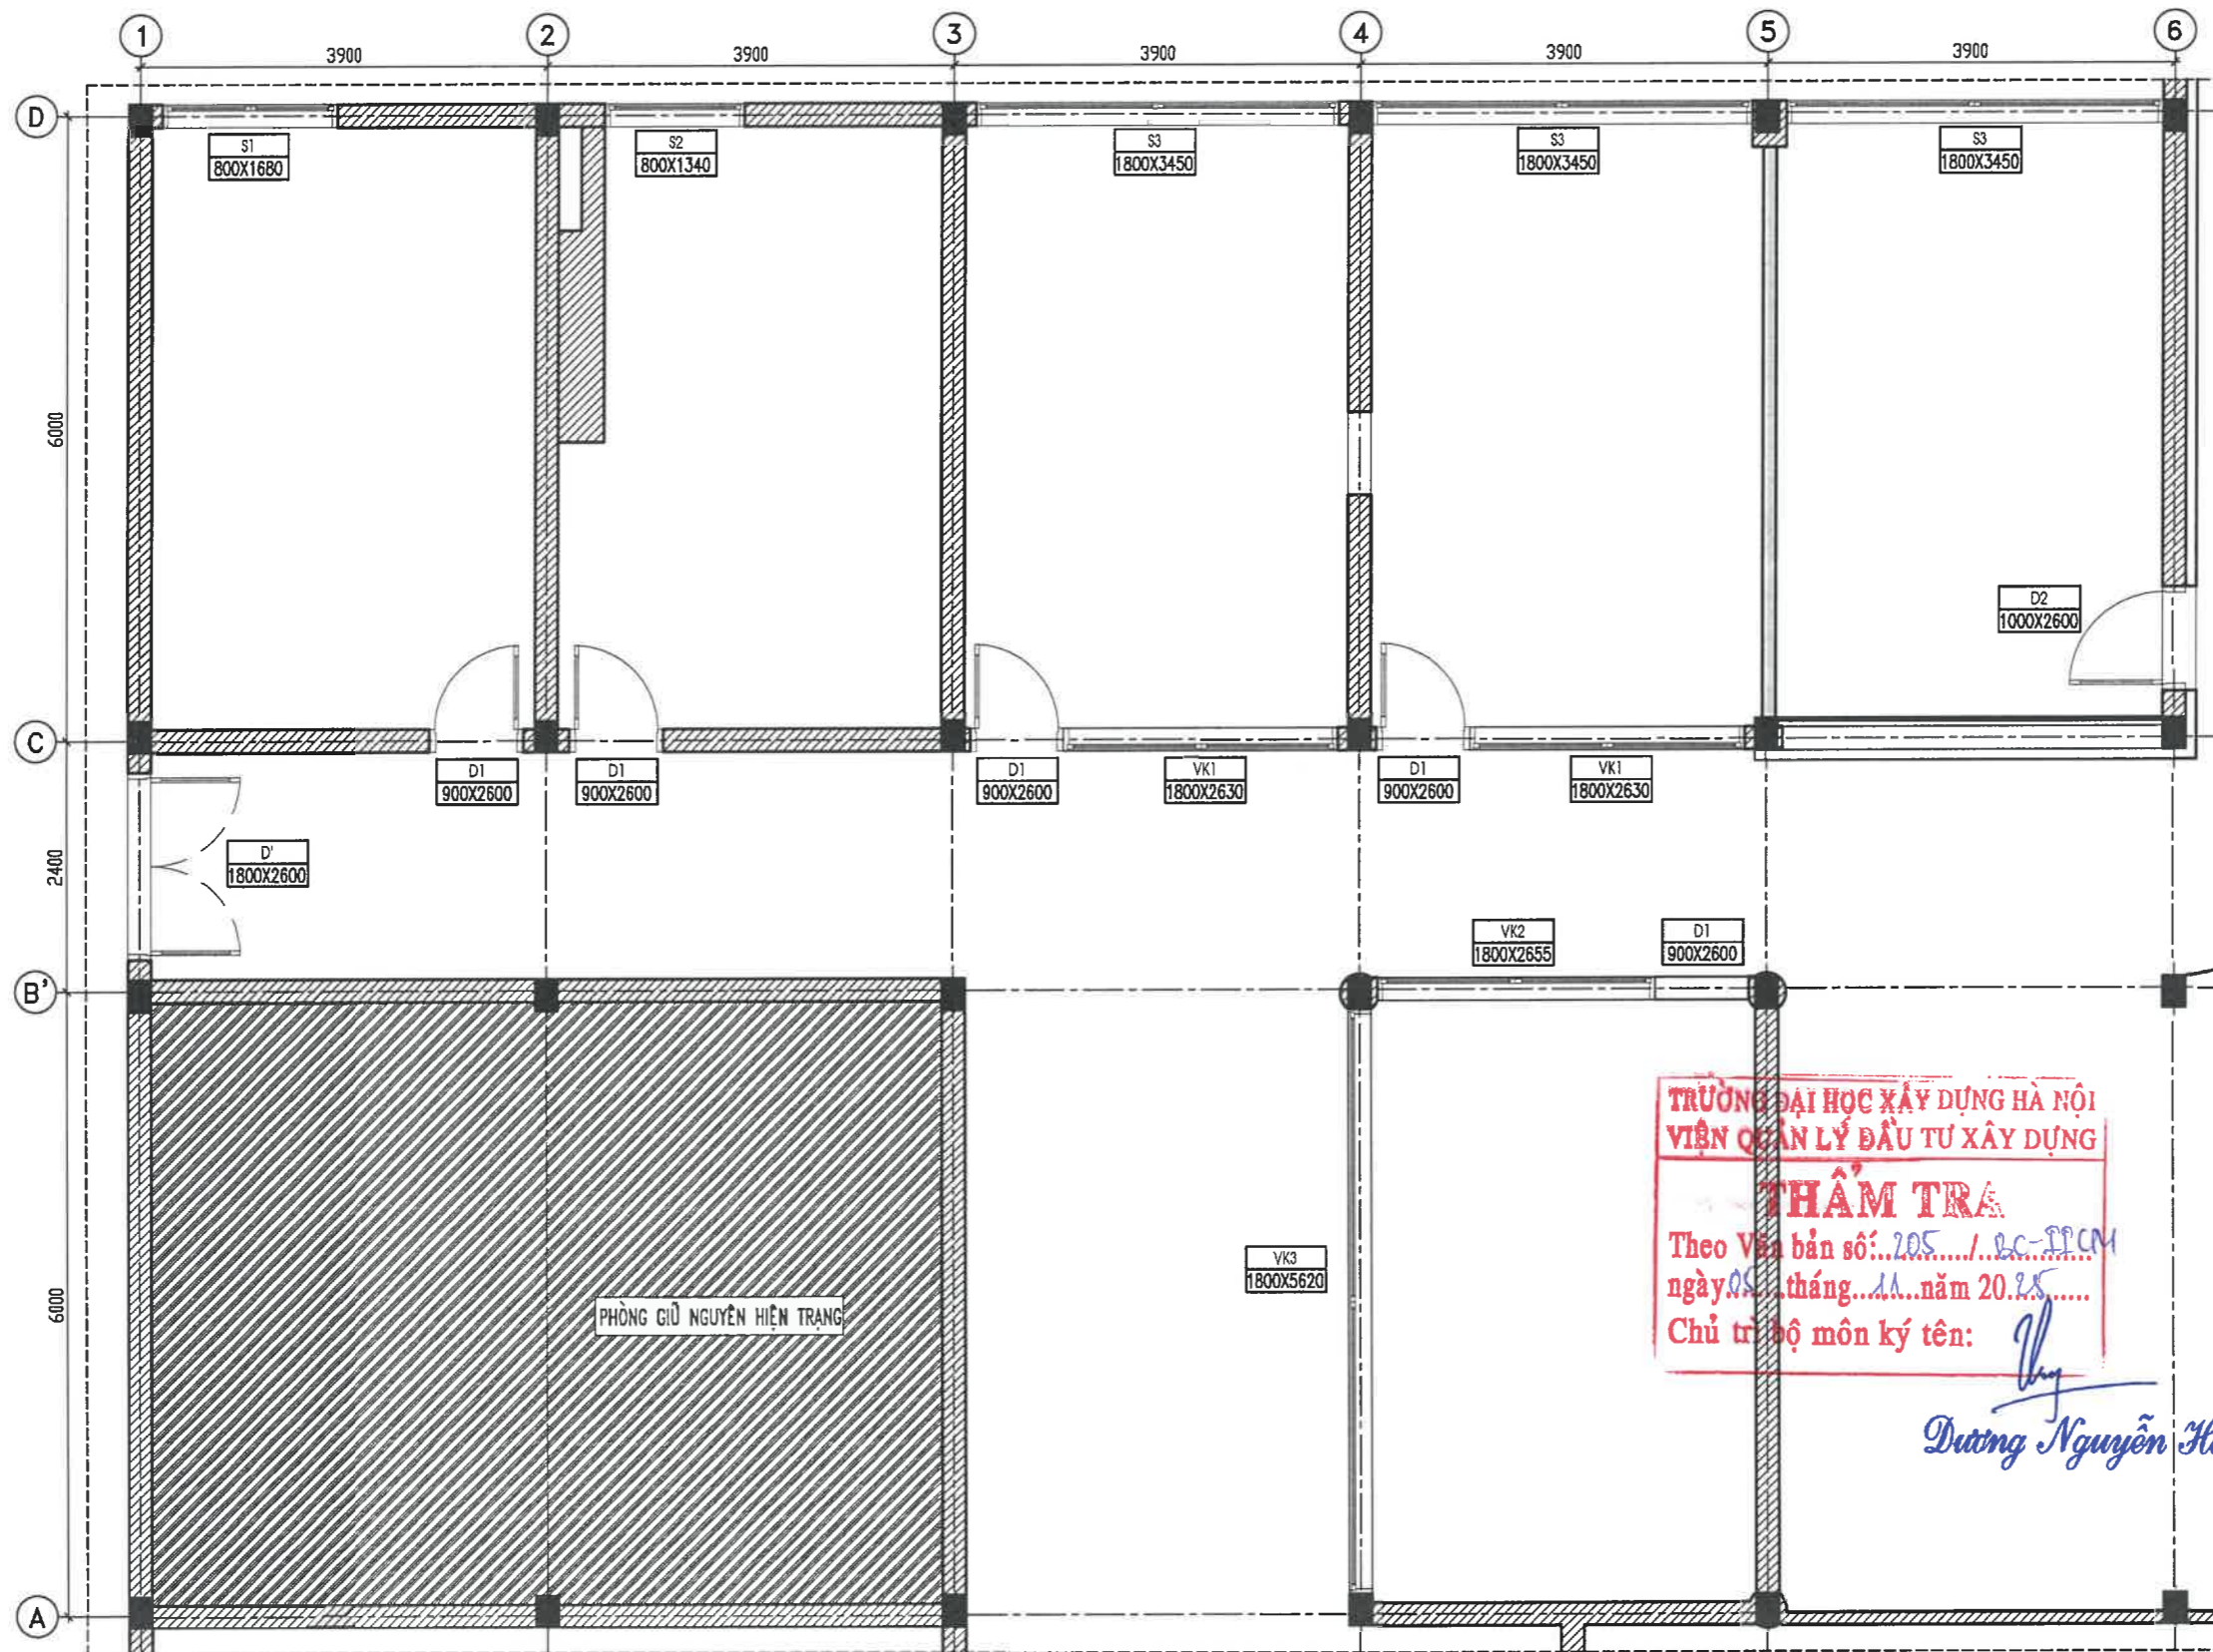 1 2 3 4 5 6
3900 3900 3900 3900 3900
D
S1
800X1680
S2
800X1340
S3
1800X3450
S3
1800X3450
S3
1800X3450
6000
D2
1000X2600
C
D1
900X2600
D1
900X2600
D1
900X2600
VK1
1800X2630
D1
900X2600
VK1
1800X2630
2400
D'
1800X2600
VK2
1800X2655
D1
900X2600
B'
6000
VK3
1800X5620
PHÒNG GIỮ NGUYÊN HIỆN TRẠNG
TRƯỜNG ĐẠI HỌC XÂY DỰNG HÀ NỘI
VIỆN QUẢN LÝ ĐẦU TƯ XÂY DỰNG
THẨM TRA
Theo Văn bản số:..205...../..BC-
ngày.05..tháng..11..năm 20.25......
Chủ trì bộ môn ký tên:
Dương Nguyễn
A